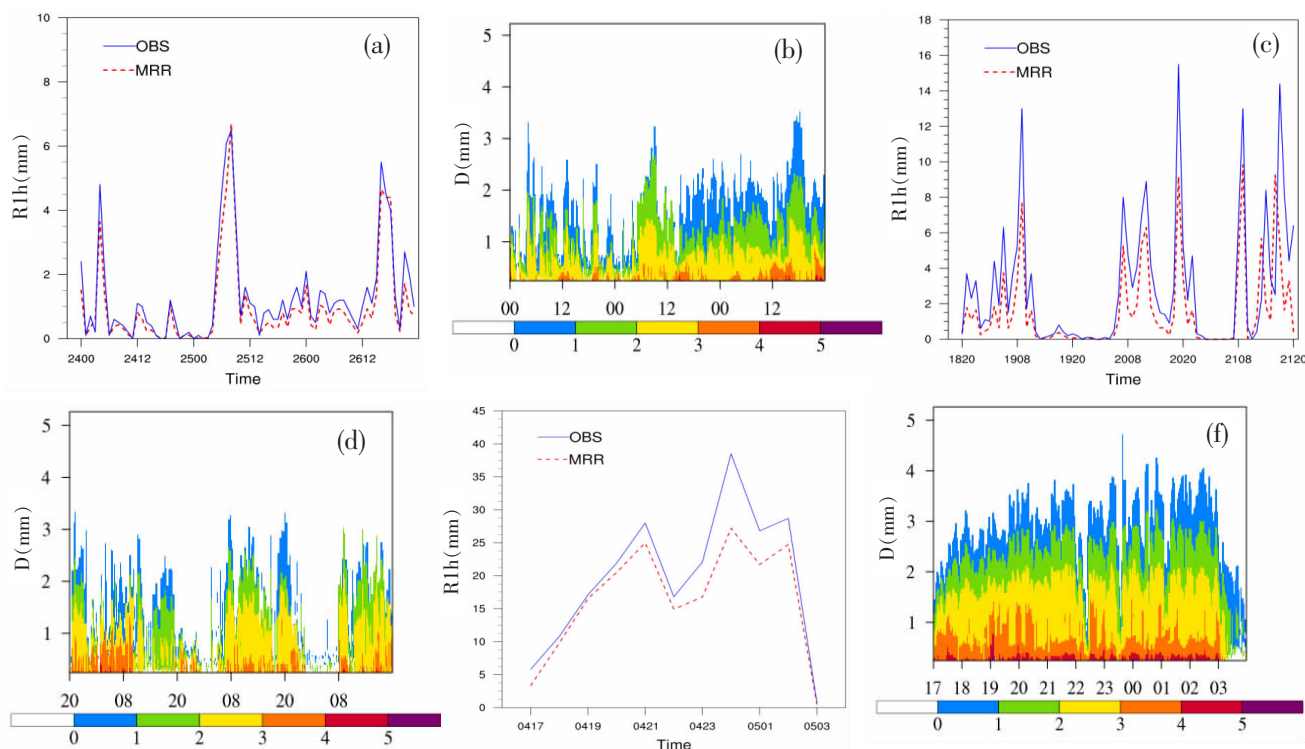 R1h(mm)
10
8
6
4
2
0
OBS
MRR
(a)
2400 2412 2500 2512 2600 2612
Time
D(mm)
5
4
3
2
1
(b)
00 12 00 12 00 12
0 1 2 3 4 5
R1h(mm)
18
16
14
12
10
8
6
4
2
0
OBS
MRR
(c)
1820 1908 1920 2008 2020 2108 2120
Time
D(mm)
5
4
3
2
1
(d)
20 08 20 08 20 08
0 1 2 3 4 5
R1h(mm)
45
40
35
30
25
20
15
10
5
0
OBS
MRR
0417 0419 0421 0423 0501 0503
Time
D(mm)
5
4
3
2
1
(f)
17 18 19 20 21 22 23 00 01 02 03
0 1 2 3 4 5